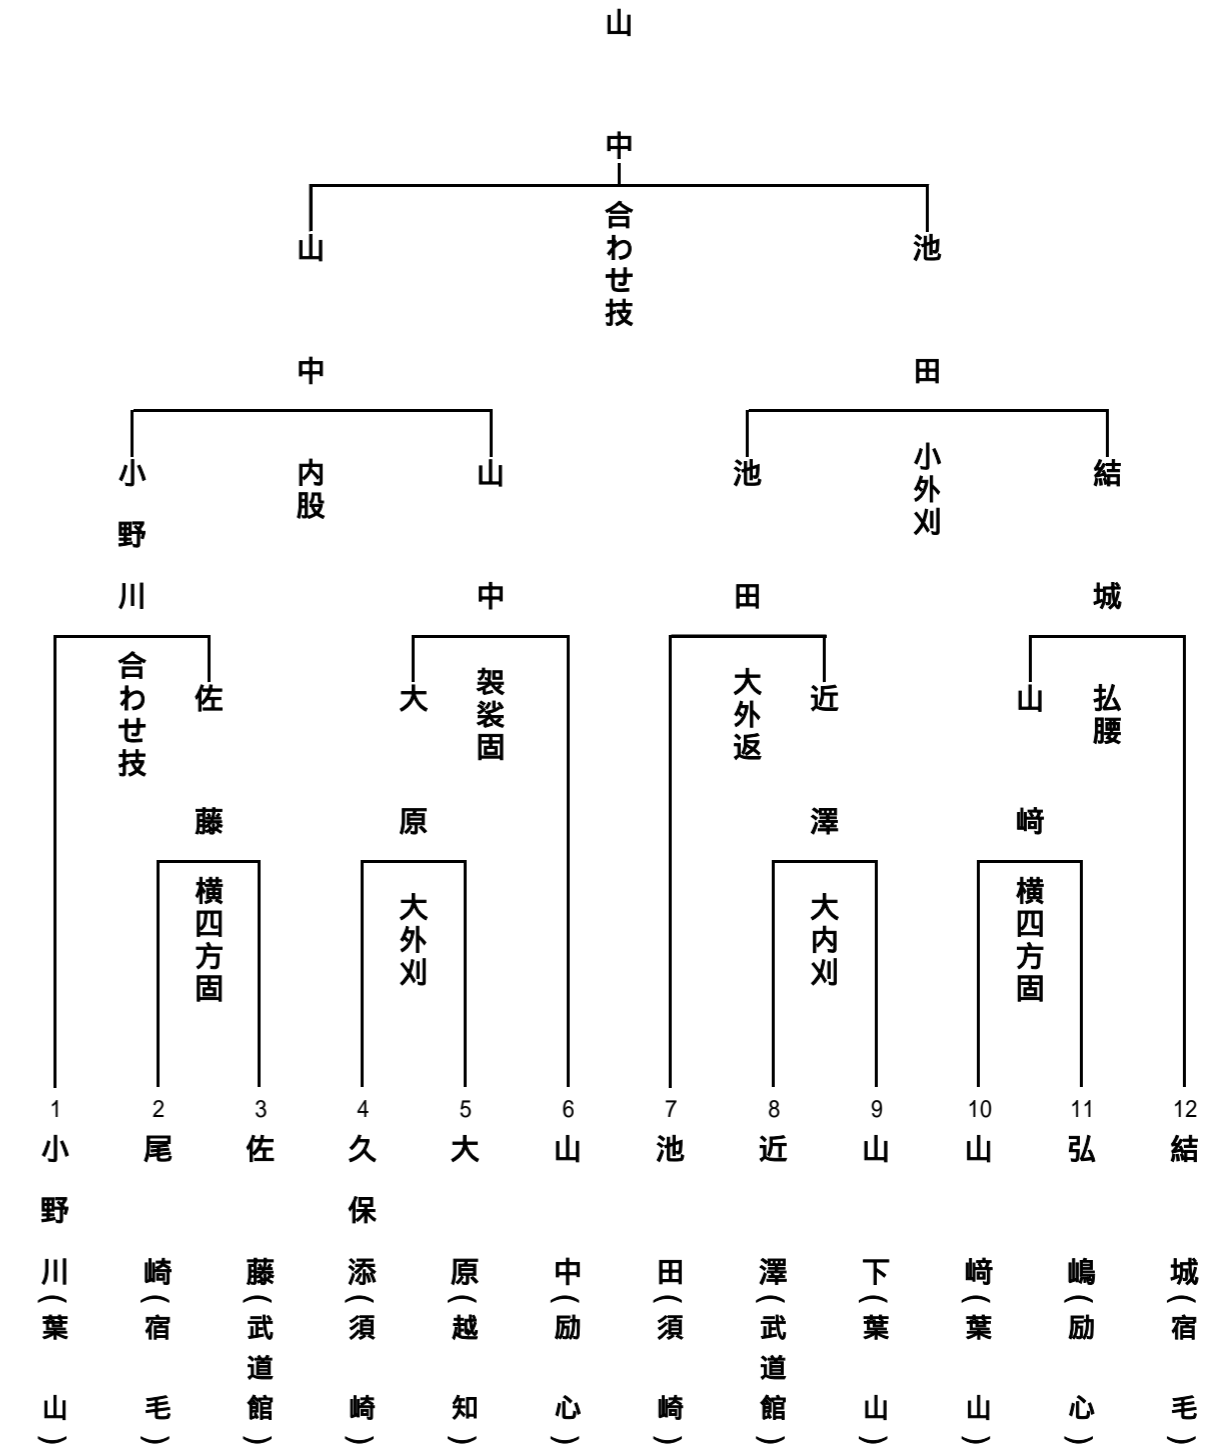 山中
合わせ技
山中
池田
内股
小外刈
小野川
山中
池田
結城
合わせ技
袈裟固
大外返
払腰
佐藤
大原
近澤
山﨑
横四方固
大外刈
大内刈
横四方固
1
小野川(葉山)
2
尾崎(宿毛)
3
佐藤(武道館)
4
久保添(須崎)
5
大原(越知)
6
山中(励心)
7
池田(須崎)
8
近澤(武道館)
9
山下(葉山)
10
山﨑(葉山)
11
弘嶋(励心)
12
結城(宿毛)